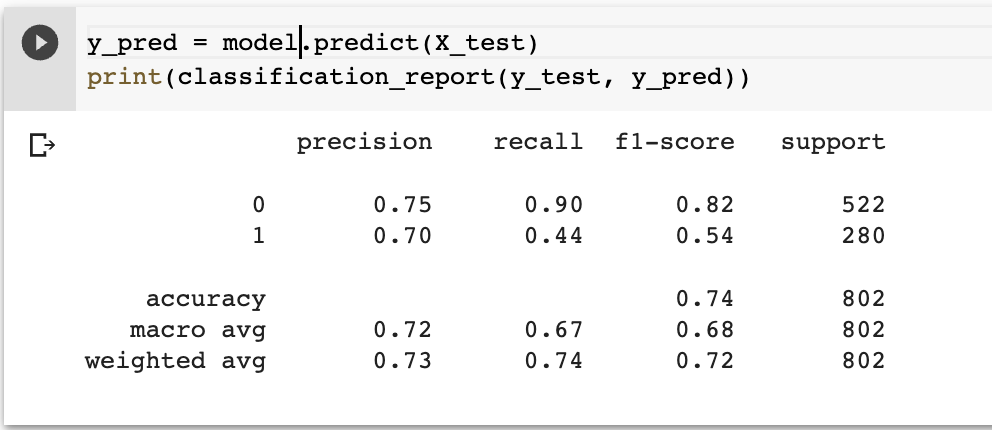 y_pred = model.predict(X_test)
print(classification_report(y_test, y_pred))
precision recall f1-score support
0 0.75 0.90 0.82 522
1 0.70 0.44 0.54 280
accuracy 0.74 802
macro avg 0.72 0.67 0.68 802
weighted avg 0.73 0.74 0.72 802